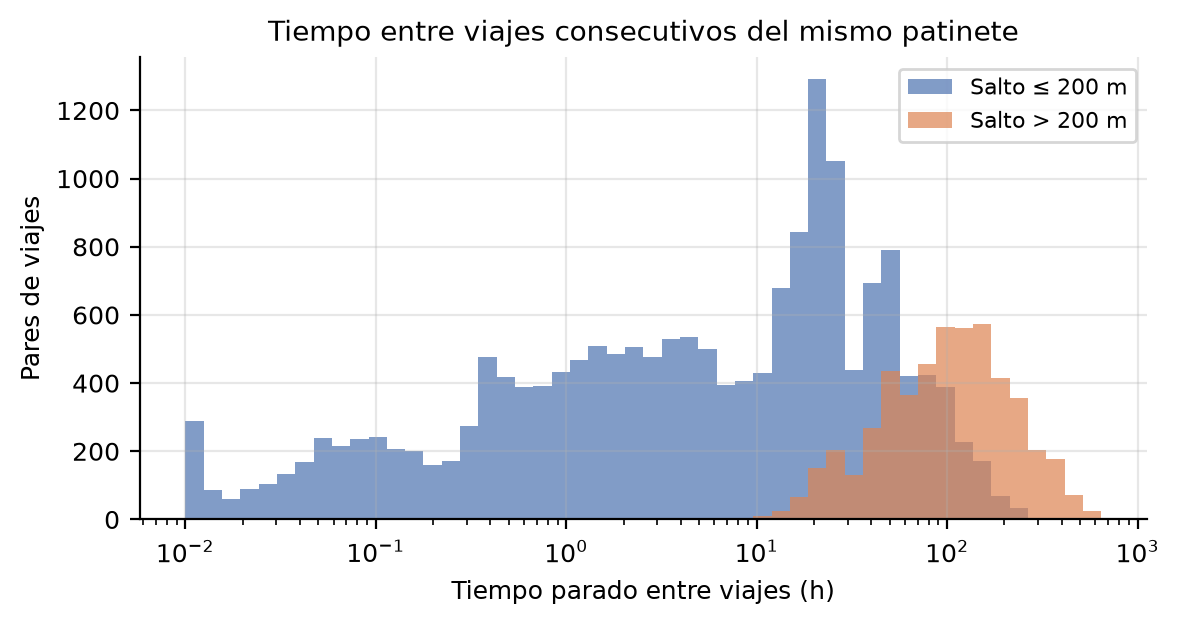 Tiempo entre viajes consecutivos del mismo patinete
Salto ≤ 200 m
Salto > 200 m
Pares de viajes
1200
1000
800
600
400
200
0
10⁻² 10⁻¹ 10⁰ 10¹ 10² 10³
Tiempo parado entre viajes (h)